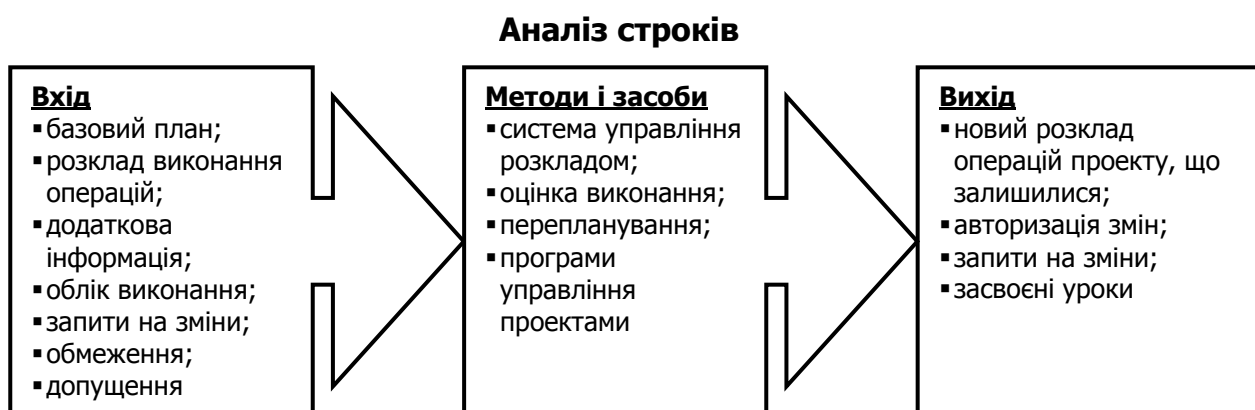 Аналіз строків
Вхід
▪базовий план;
▪розклад виконання
операцій;
▪додаткова
інформація;
▪облік виконання;
▪запити на зміни;
▪обмеження;
▪допущення
Методи і засоби
▪система управління
розкладом;
▪оцінка виконання;
▪перепланування;
▪програми
управління
проектами
Вихід
▪новий розклад
операцій проекту, що
залишилися;
▪авторизація змін;
▪запити на зміни;
▪засвоєні уроки